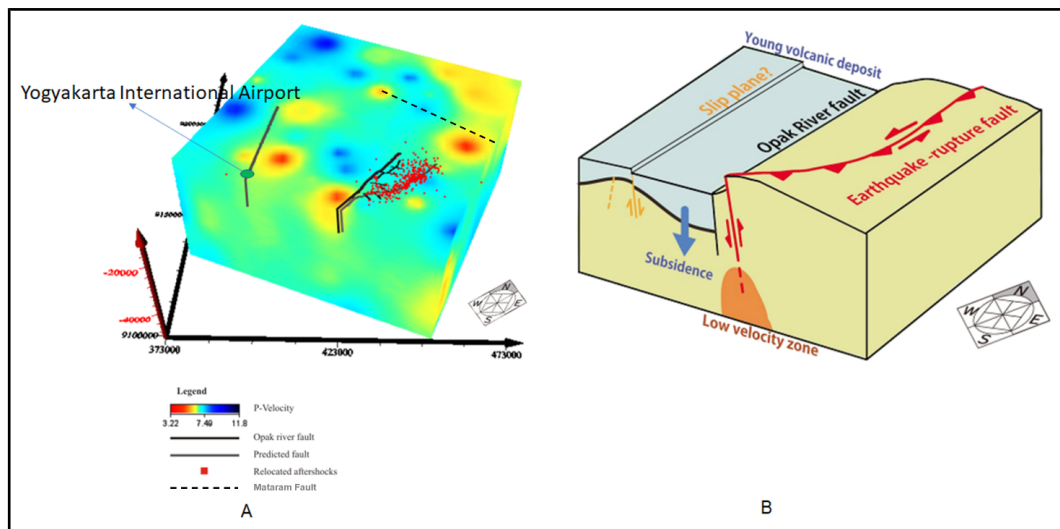 Yogyakarta International Airport
-20000
-40000
9100000
373000
423000
473000
N
W
E
S
Legend
P-Velocity
3.22 7.49 11.8
Opak river fault
Predicted fault
Relocated aftershocks
Mataram Fault
A
Young volcanic deposit
Slip plane?
Opak River fault
Earthquake-rupture fault
Subsidence
Low velocity zone
N
W
E
S
B